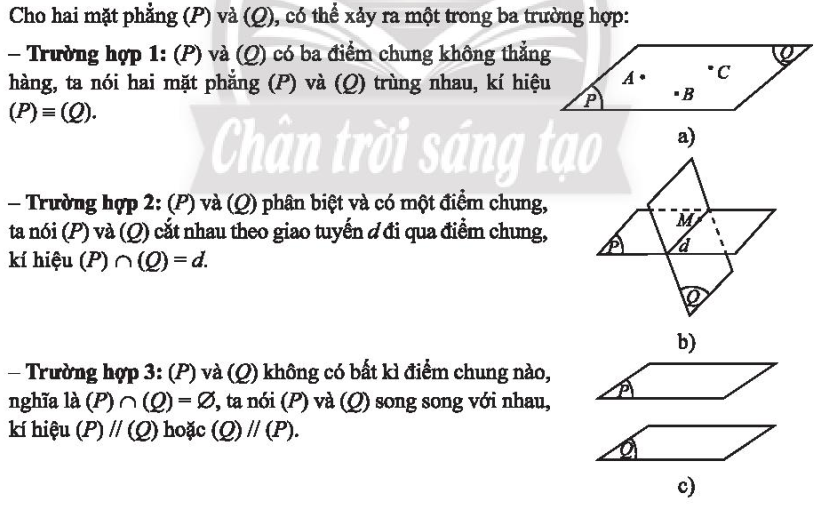 Cho hai mặt phẳng (P) và (Q), có thể xảy ra một trong ba trường hợp:
– Trường hợp 1: (P) và (Q) có ba điểm chung không thẳng
hàng, ta nói hai mặt phẳng (P) và (Q) trùng nhau, kí hiệu
(P) ≡ (Q).
A
B
C
P
Q
a)
Chân trời sáng tạo
– Trường hợp 2: (P) và (Q) phân biệt và có một điểm chung,
ta nói (P) và (Q) cắt nhau theo giao tuyến d đi qua điểm chung,
kí hiệu (P) ∩ (Q) = d.
M
P
d
Q
b)
– Trường hợp 3: (P) và (Q) không có bất kì điểm chung nào,
nghĩa là (P) ∩ (Q) = Ø, ta nói (P) và (Q) song song với nhau,
kí hiệu (P) // (Q) hoặc (Q) // (P).
P
Q
c)